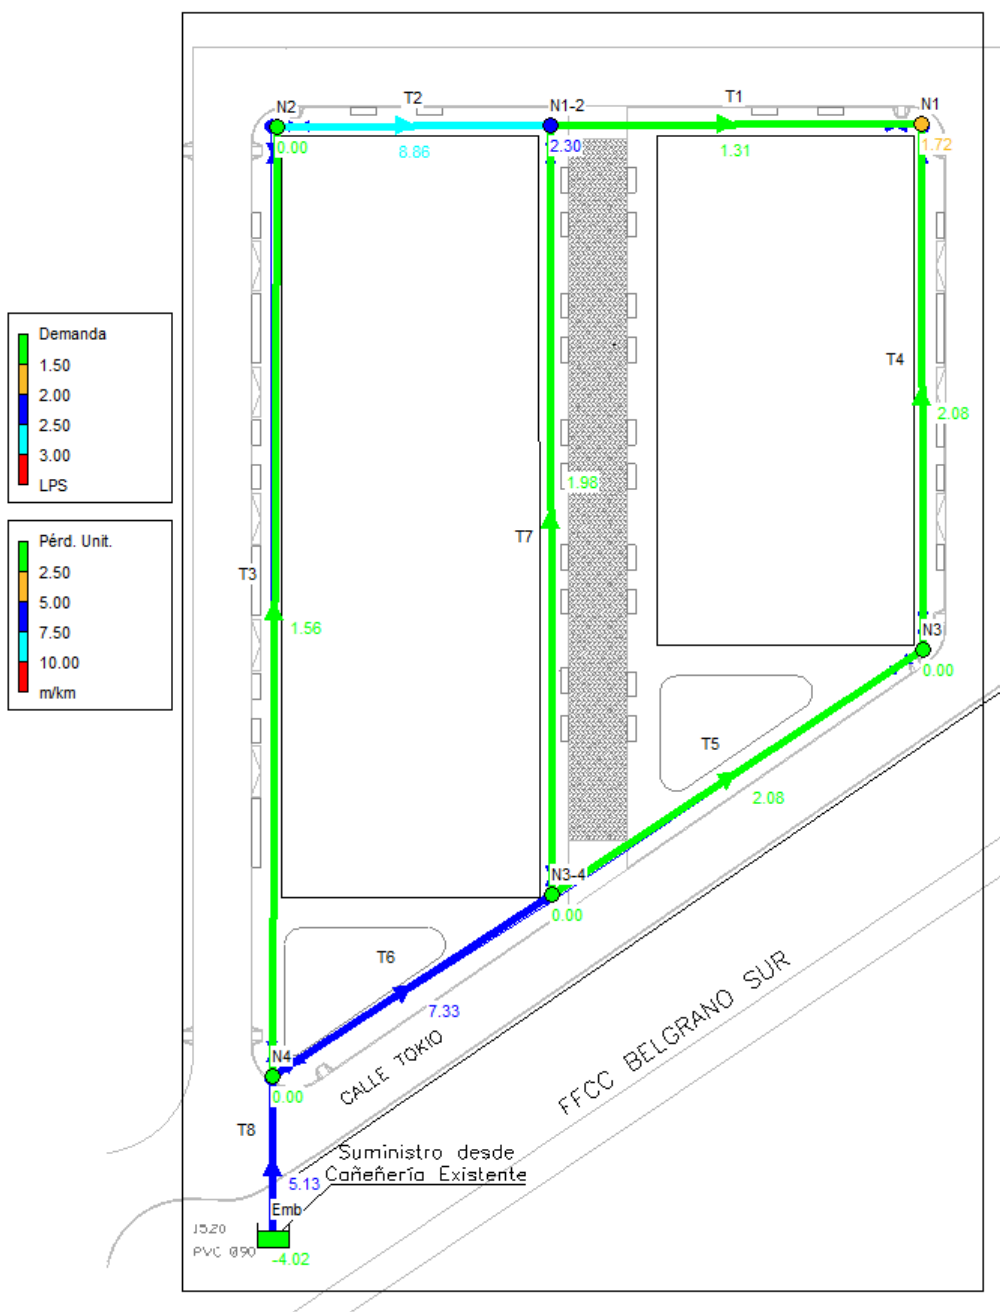 T2
T1
N2
N1-2
N1
0.00
8.86
2.30
1.31
1.72
Demanda
1.50
2.00
2.50
3.00
LPS
T4
2.08
1.98
Pérd. Unit.
2.50
5.00
7.50
10.00
m/km
T7
T3
1.56
N3
0.00
T5
2.08
N3-4
0.00
T6
7.33
N4
0.00
CALLE TOKIO
FFCC BELGRANO SUR
T8
Suministro desde
Cañeñería Existente
5.13
Emb
1520
PVC Ø90
-4.02